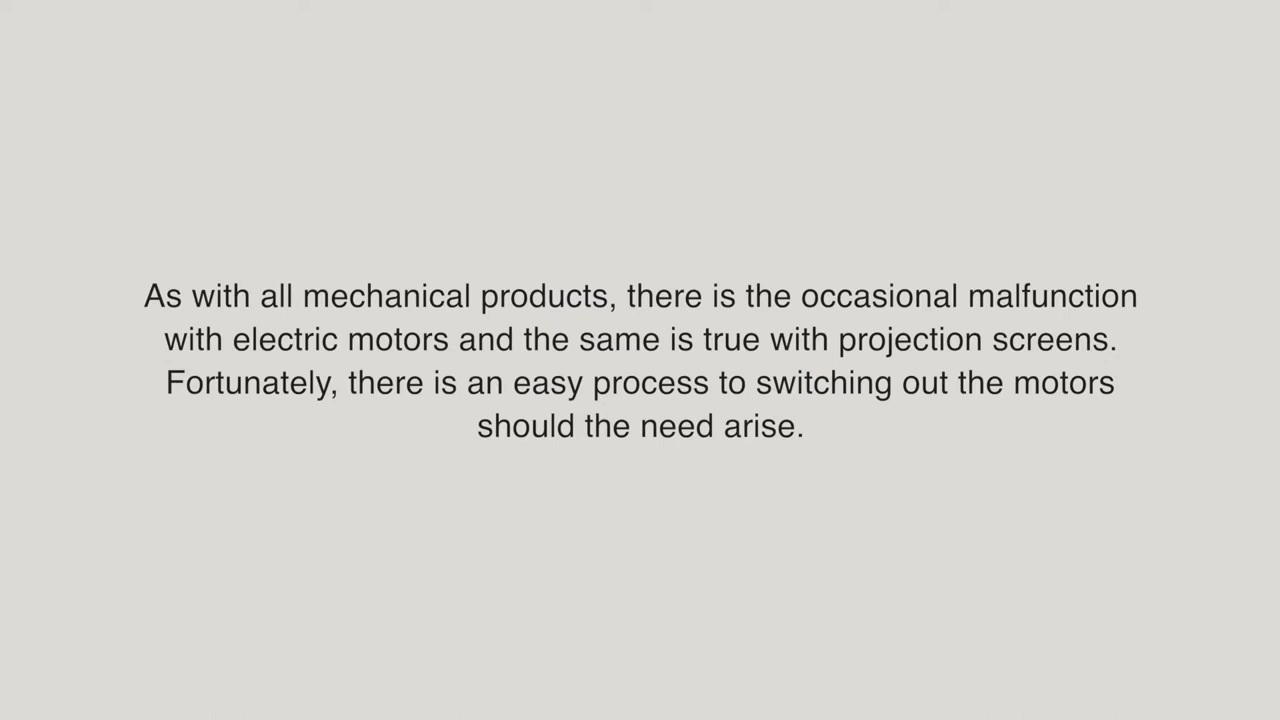 As with all mechanical products, there is the occasional malfunction
with electric motors and the same is true with projection screens.
Fortunately, there is an easy process to switching out the motors
should the need arise.